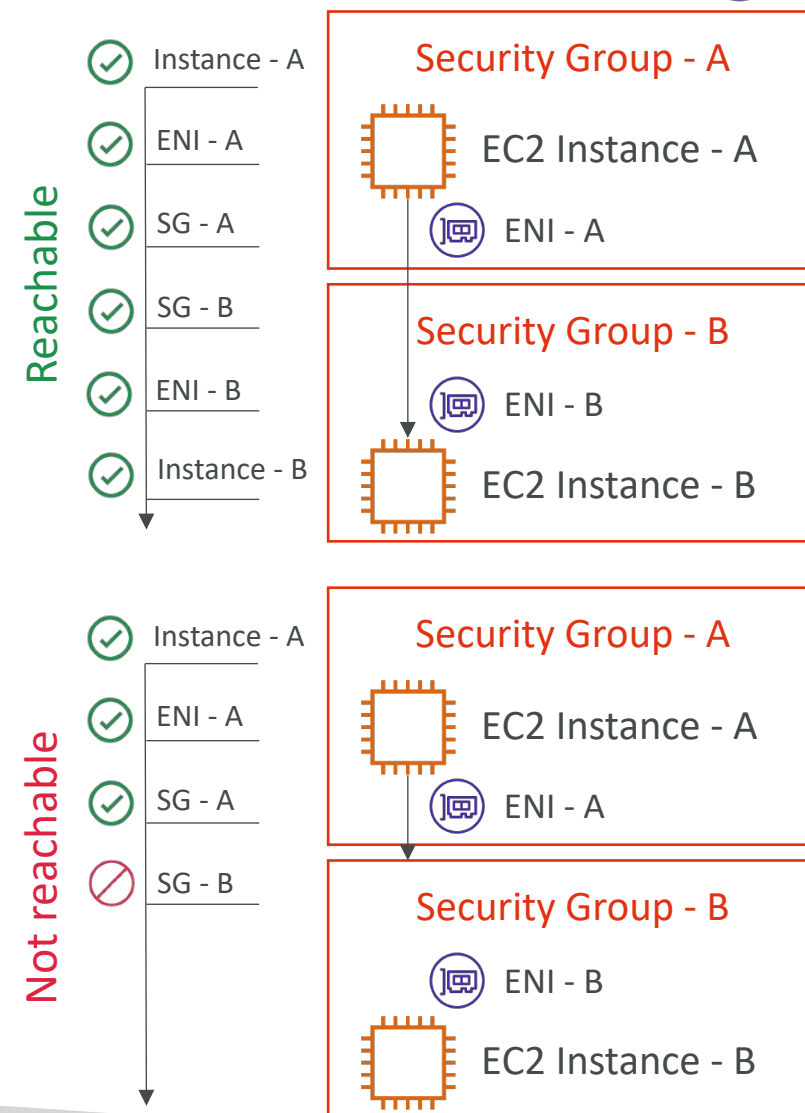 Reachable
Instance - A
ENI - A
SG - A
SG - B
ENI - B
Instance - B
Security Group - A
EC2 Instance - A
ENI - A
Security Group - B
ENI - B
EC2 Instance - B
Not reachable
Instance - A
ENI - A
SG - A
SG - B
Security Group - A
EC2 Instance - A
ENI - A
Security Group - B
ENI - B
EC2 Instance - B